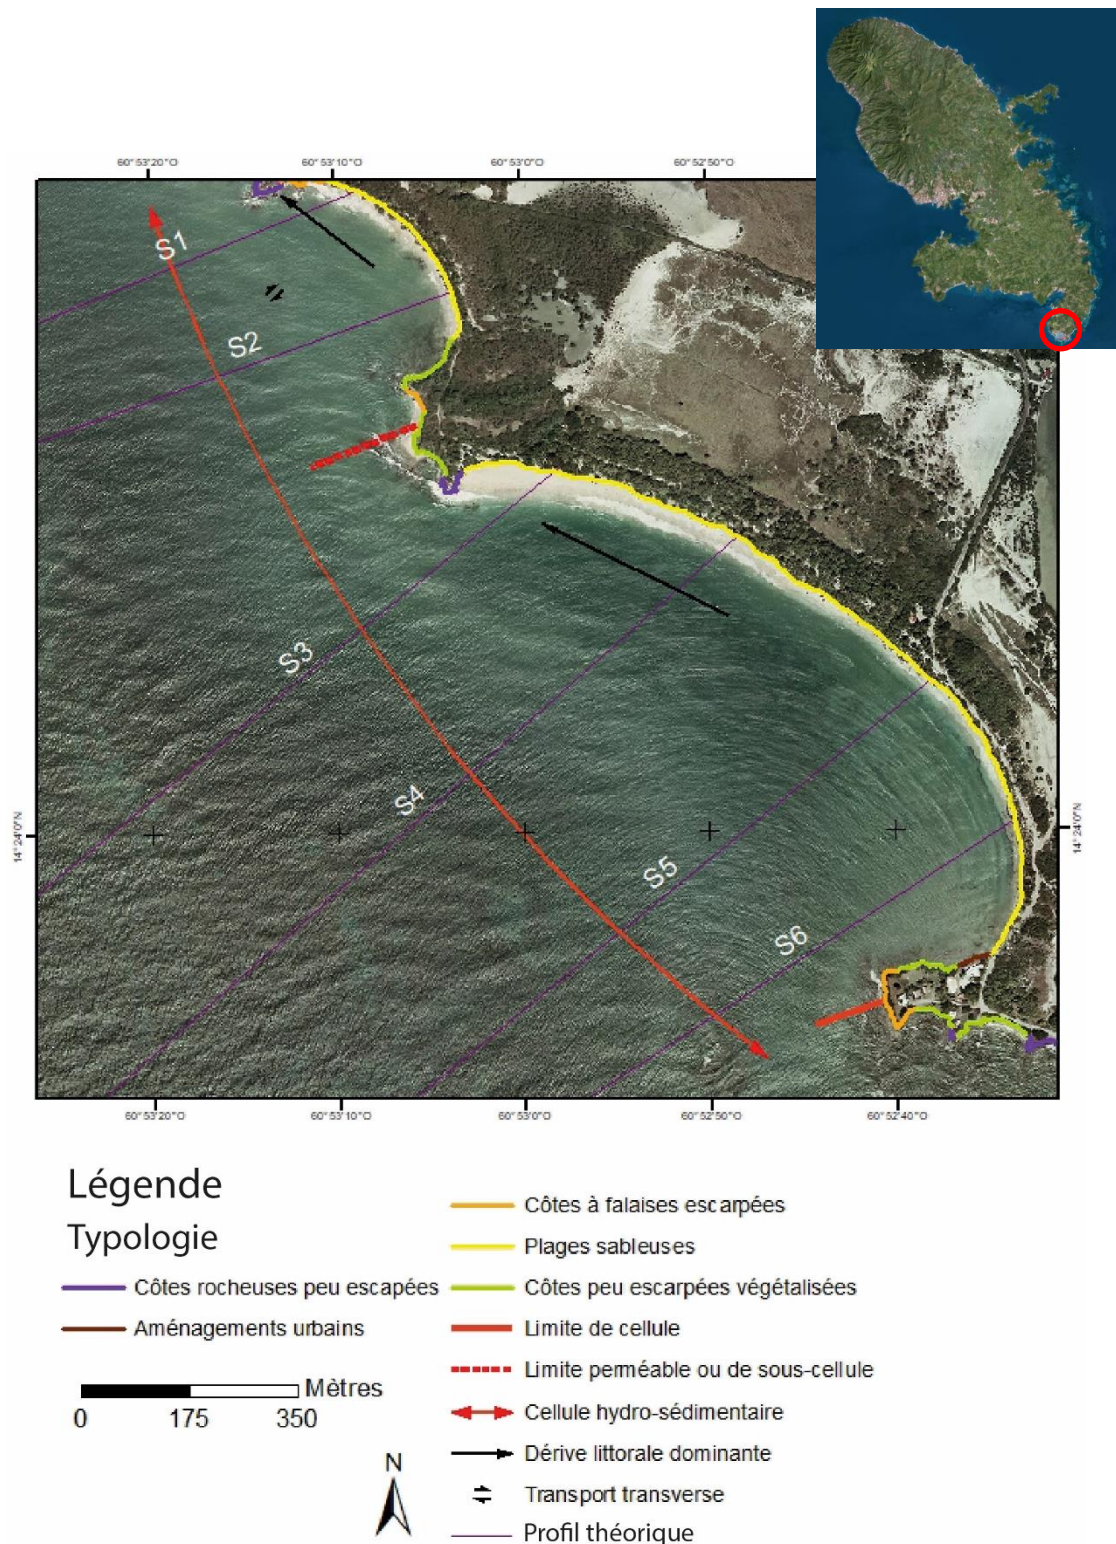 60°53'20"O 60°53'10"O 60°53'0"O 60°52'50"O
S1
S2
S3
S4
S5
S6
14°24'0"N 14°24'0"N
60°53'20"O 60°53'10"O 60°53'0"O 60°52'50"O 60°52'40"O
Légende
Typologie
Côtes rocheuses peu escapées
Aménagements urbains
Côtes à falaises escarpées
Plages sableuses
Côtes peu escarpées végétalisées
Limite de cellule
Limite perméable ou de sous-cellule
Cellule hydro-sédimentaire
Dérive littorale dominante
Transport transverse
Profil théorique
Mètres
0 175 350
N